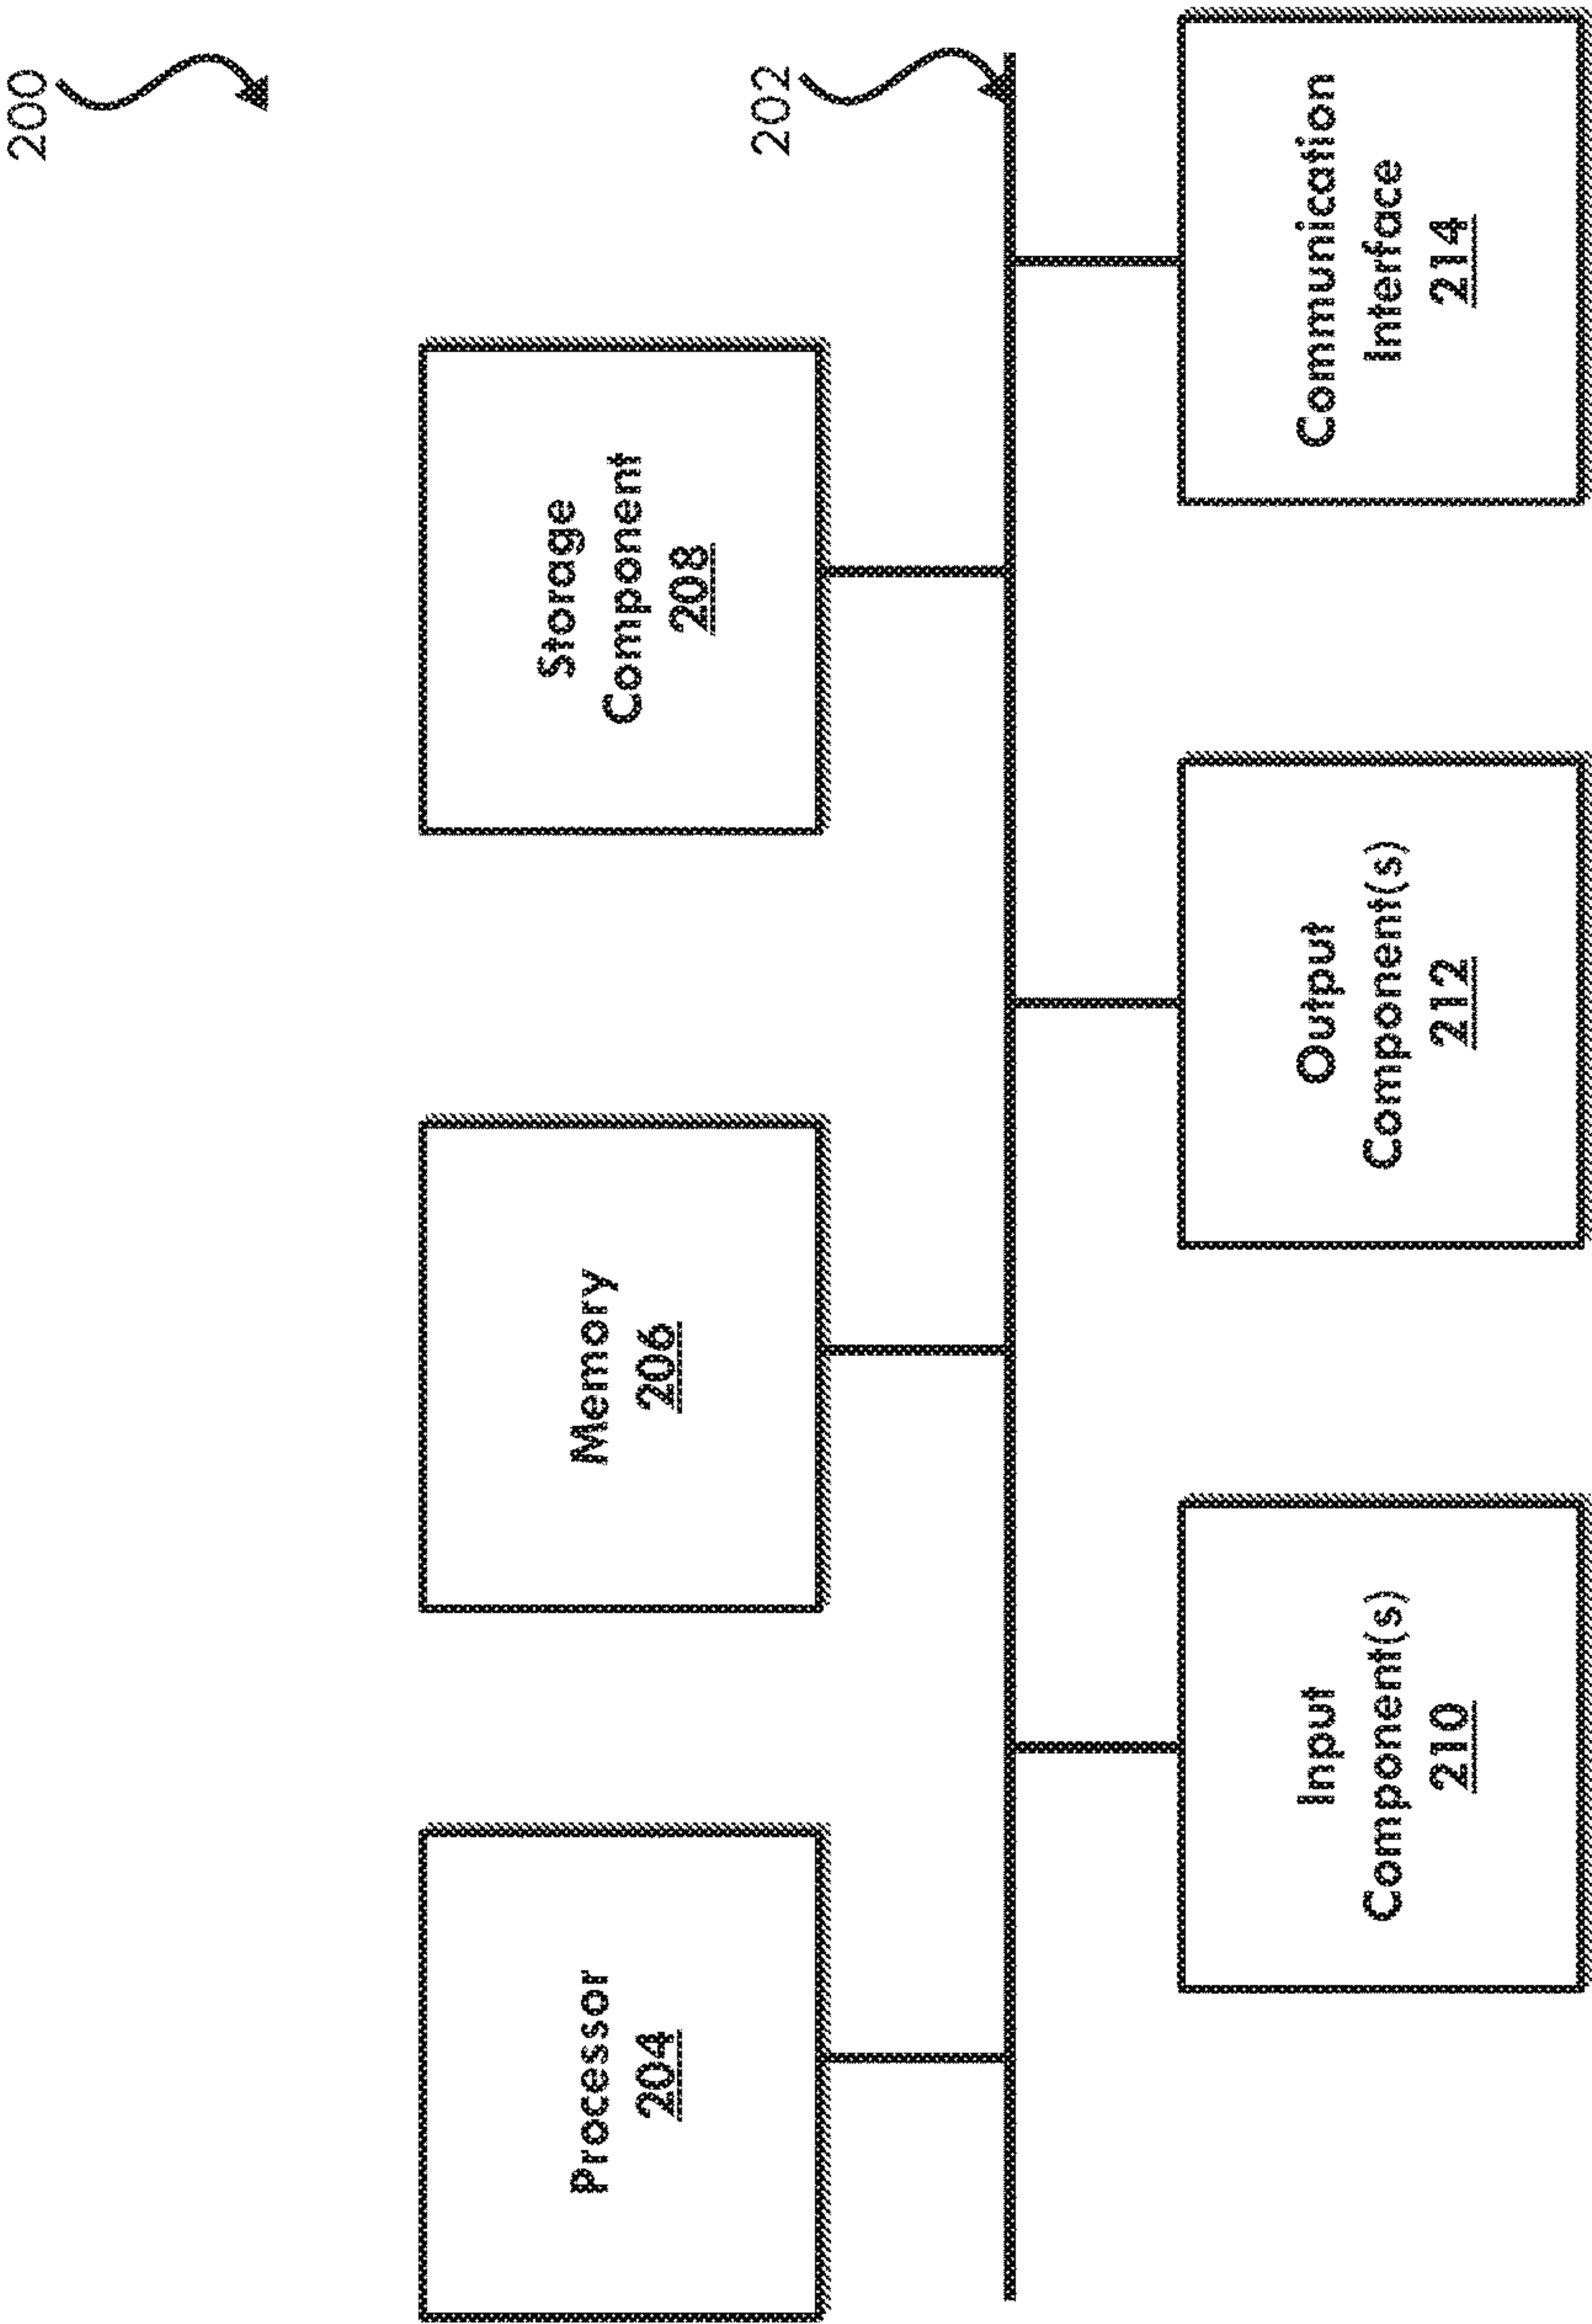 200
Processor
204
Memory
206
Storage
Component
208
202
Input
Component(s)
210
Output
Component(s)
212
Communication
Interface
214